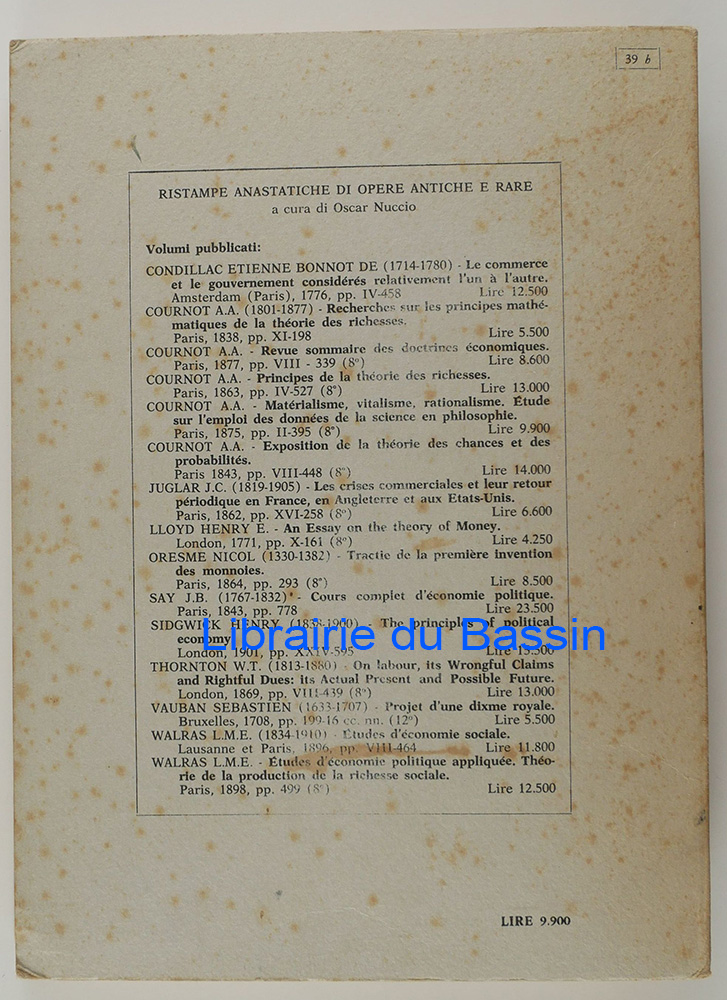 39 b
RISTAMPE ANASTATICHE DI OPERE ANTICHE E RARE
a cura di Oscar Nuccio
Volumi pubblicati:
CONDILLAC ETIENNE BONNOT DE (1714-1780) - Le commerce
et le gouvernement considérés relativement l'un à l'autre.
Amsterdam (Paris), 1776, pp. IV-458 Lire 12.500
COURNOT A.A. (1801-1877) - Recherches sur les principes mathé-
matiques de la théorie des richesses.
Paris, 1838, pp. XI-198 Lire 5.500
COURNOT A.A. - Revue sommaire des doctrines économiques.
Paris, 1877, pp. VIII - 339 (8°) Lire 8.600
COURNOT A.A. - Principes de la théorie des richesses.
Paris, 1863, pp. IV-527 (8°) Lire 13.000
COURNOT A.A. - Matérialisme, vitalisme, rationalisme. Étude
sur l'emploi des données de la science en philosophie.
Paris, 1875, pp. II-395 (8°) Lire 9.900
COURNOT A.A. - Exposition de la théorie des chances et des
probabilités.
Paris 1843, pp. VIII-448 (8°) Lire 14.000
JUGLAR J.C. (1819-1905) - Les crises commerciales et leur retour
périodique en France, en Angleterre et aux Etats-Unis.
Paris, 1862, pp. XVI-258 (8°) Lire 6.600
LLOYD HENRY E. - An Essay on the theory of Money.
London, 1771, pp. X-161 (8°) Lire 4.250
ORESME NICOL (1330-1382) - Tractie de la première invention
des monnoies.
Paris, 1864, pp. 293 (8°) Lire 8.500
SAY J.B. (1767-1832) - Cours complet d'économie politique.
Paris, 1843, pp. 778 Lire 23.500
SIDGWICK HENRY (1838-1900) - The principles of political
economy
London, 1901, pp. XXIV-595 Lire
Librairie du Bassin
THORNTON W.T. (1813-1880) - On labour, its Wrongful Claims
and Rightful Dues: its Actual Present and Possible Future.
London, 1869, pp. VIII-439 (8°) Lire 13.000
VAUBAN SEBASTIEN (1633-1707) - Projet d'une dixme royale.
Bruxelles, 1708, pp. 199-16 cc. nn. (12°) Lire 5.500
WALRAS L.M.E. (1834-1910) - Études d'économie sociale.
Lausanne et Paris, 1896, pp. VIII-464 Lire 11.800
WALRAS L.M.E. - Études d'économie politique appliquée. Théo-
rie de la production de la richesse sociale.
Paris, 1898, pp. 499 (8°) Lire 12.500
LIRE 9.900